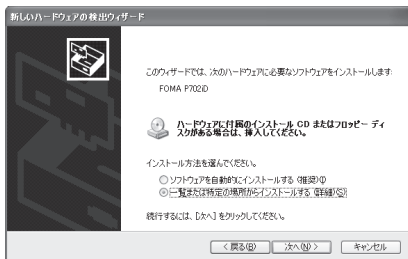 新しいハードウェアの検出ウィザード
このウィザードでは、次のハードウェアに必要なソフトウェアをインストールします:
FOMA P702iD
ハードウェアに付属のインストール CD またはフロッピー ディ
スクがある場合は、挿入してください。
インストール方法を選んでください。
ソフトウェアを自動的にインストールする (推奨)(I)
一覧または特定の場所からインストールする (詳細)(S)
続行するには、[次へ] をクリックしてください。
< 戻る(B) 次へ(N) > キャンセル